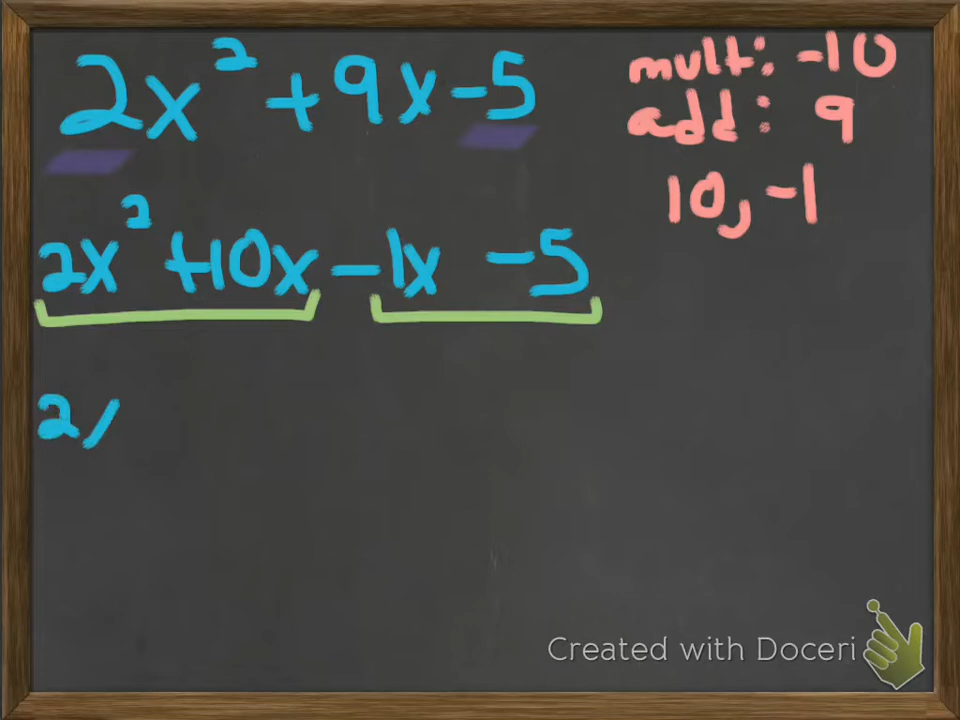 2x² + 9x - 5
mult: -10
add: 9
10, -1
2x² + 10x - 1x - 5
2/
Created with Doceri